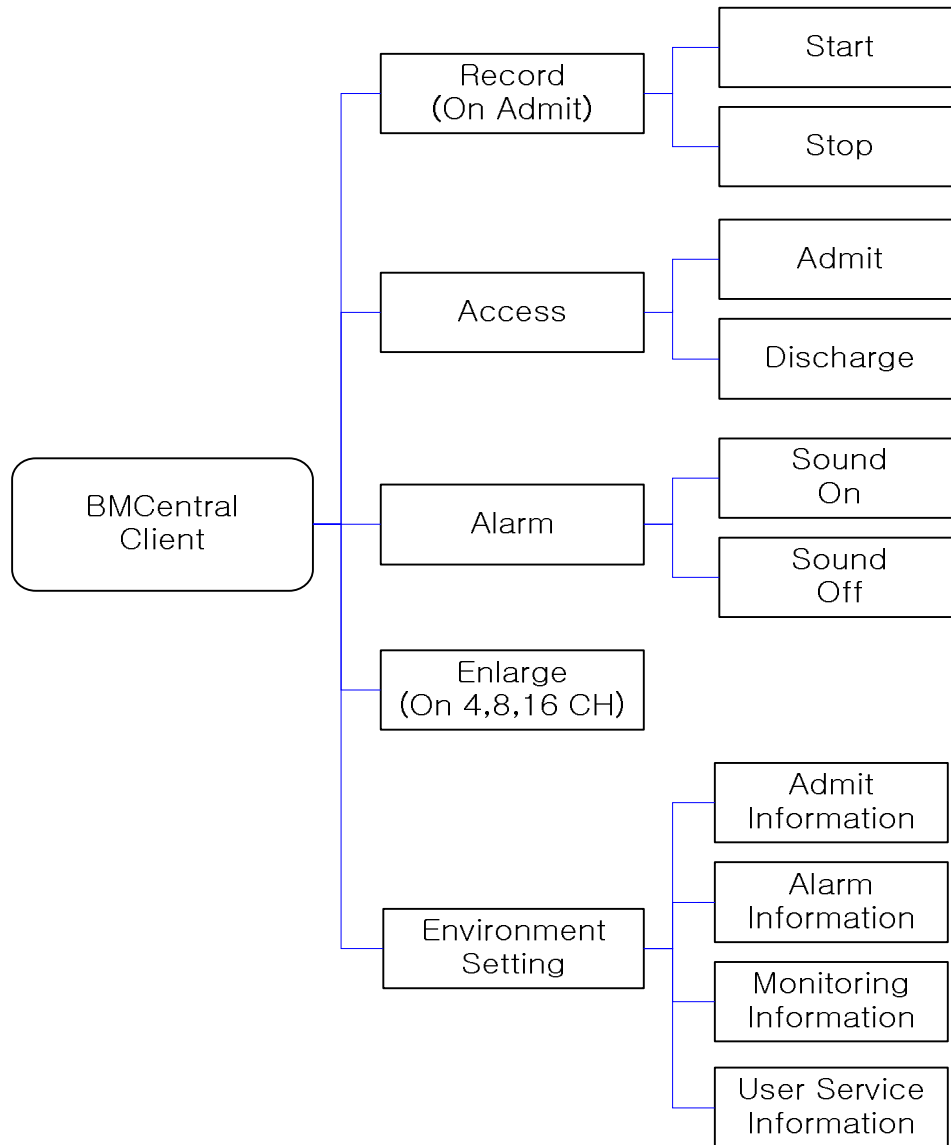 BMCentral
Client
Record
(On Admit)
Start
Stop
Access
Admit
Discharge
Alarm
Sound
On
Sound
Off
Enlarge
(On 4,8,16 CH)
Environment
Setting
Admit
Information
Alarm
Information
Monitoring
Information
User Service
Information